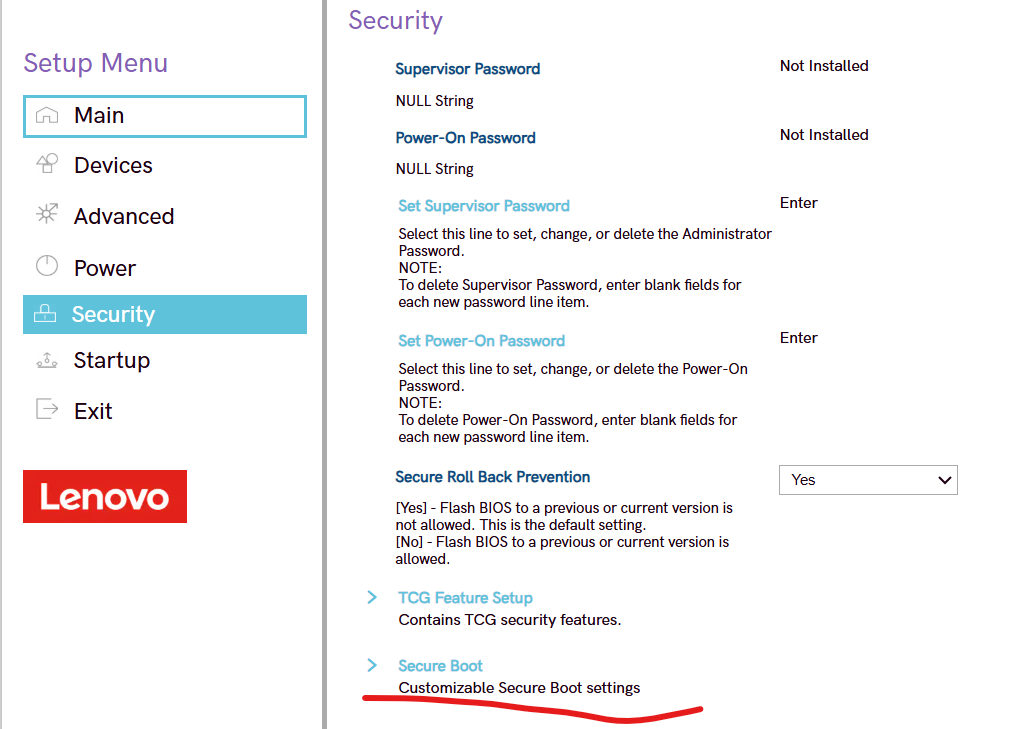 Setup Menu
Main
Devices
Advanced
Power
Security
Startup
Exit
Lenovo
Security
Supervisor Password
Not Installed
NULL String
Power-On Password
Not Installed
NULL String
Set Supervisor Password
Enter
Select this line to set, change, or delete the Administrator
Password.
NOTE:
To delete Supervisor Password, enter blank fields for
each new password line item.
Set Power-On Password
Enter
Select this line to set, change, or delete the Power-On
Password.
NOTE:
To delete Power-On Password, enter blank fields for
each new password line item.
Secure Roll Back Prevention
Yes
[Yes] - Flash BIOS to a previous or current version is
not allowed. This is the default setting.
[No] - Flash BIOS to a previous or current version is
allowed.
TCG Feature Setup
Contains TCG security features.
Secure Boot
Customizable Secure Boot settings